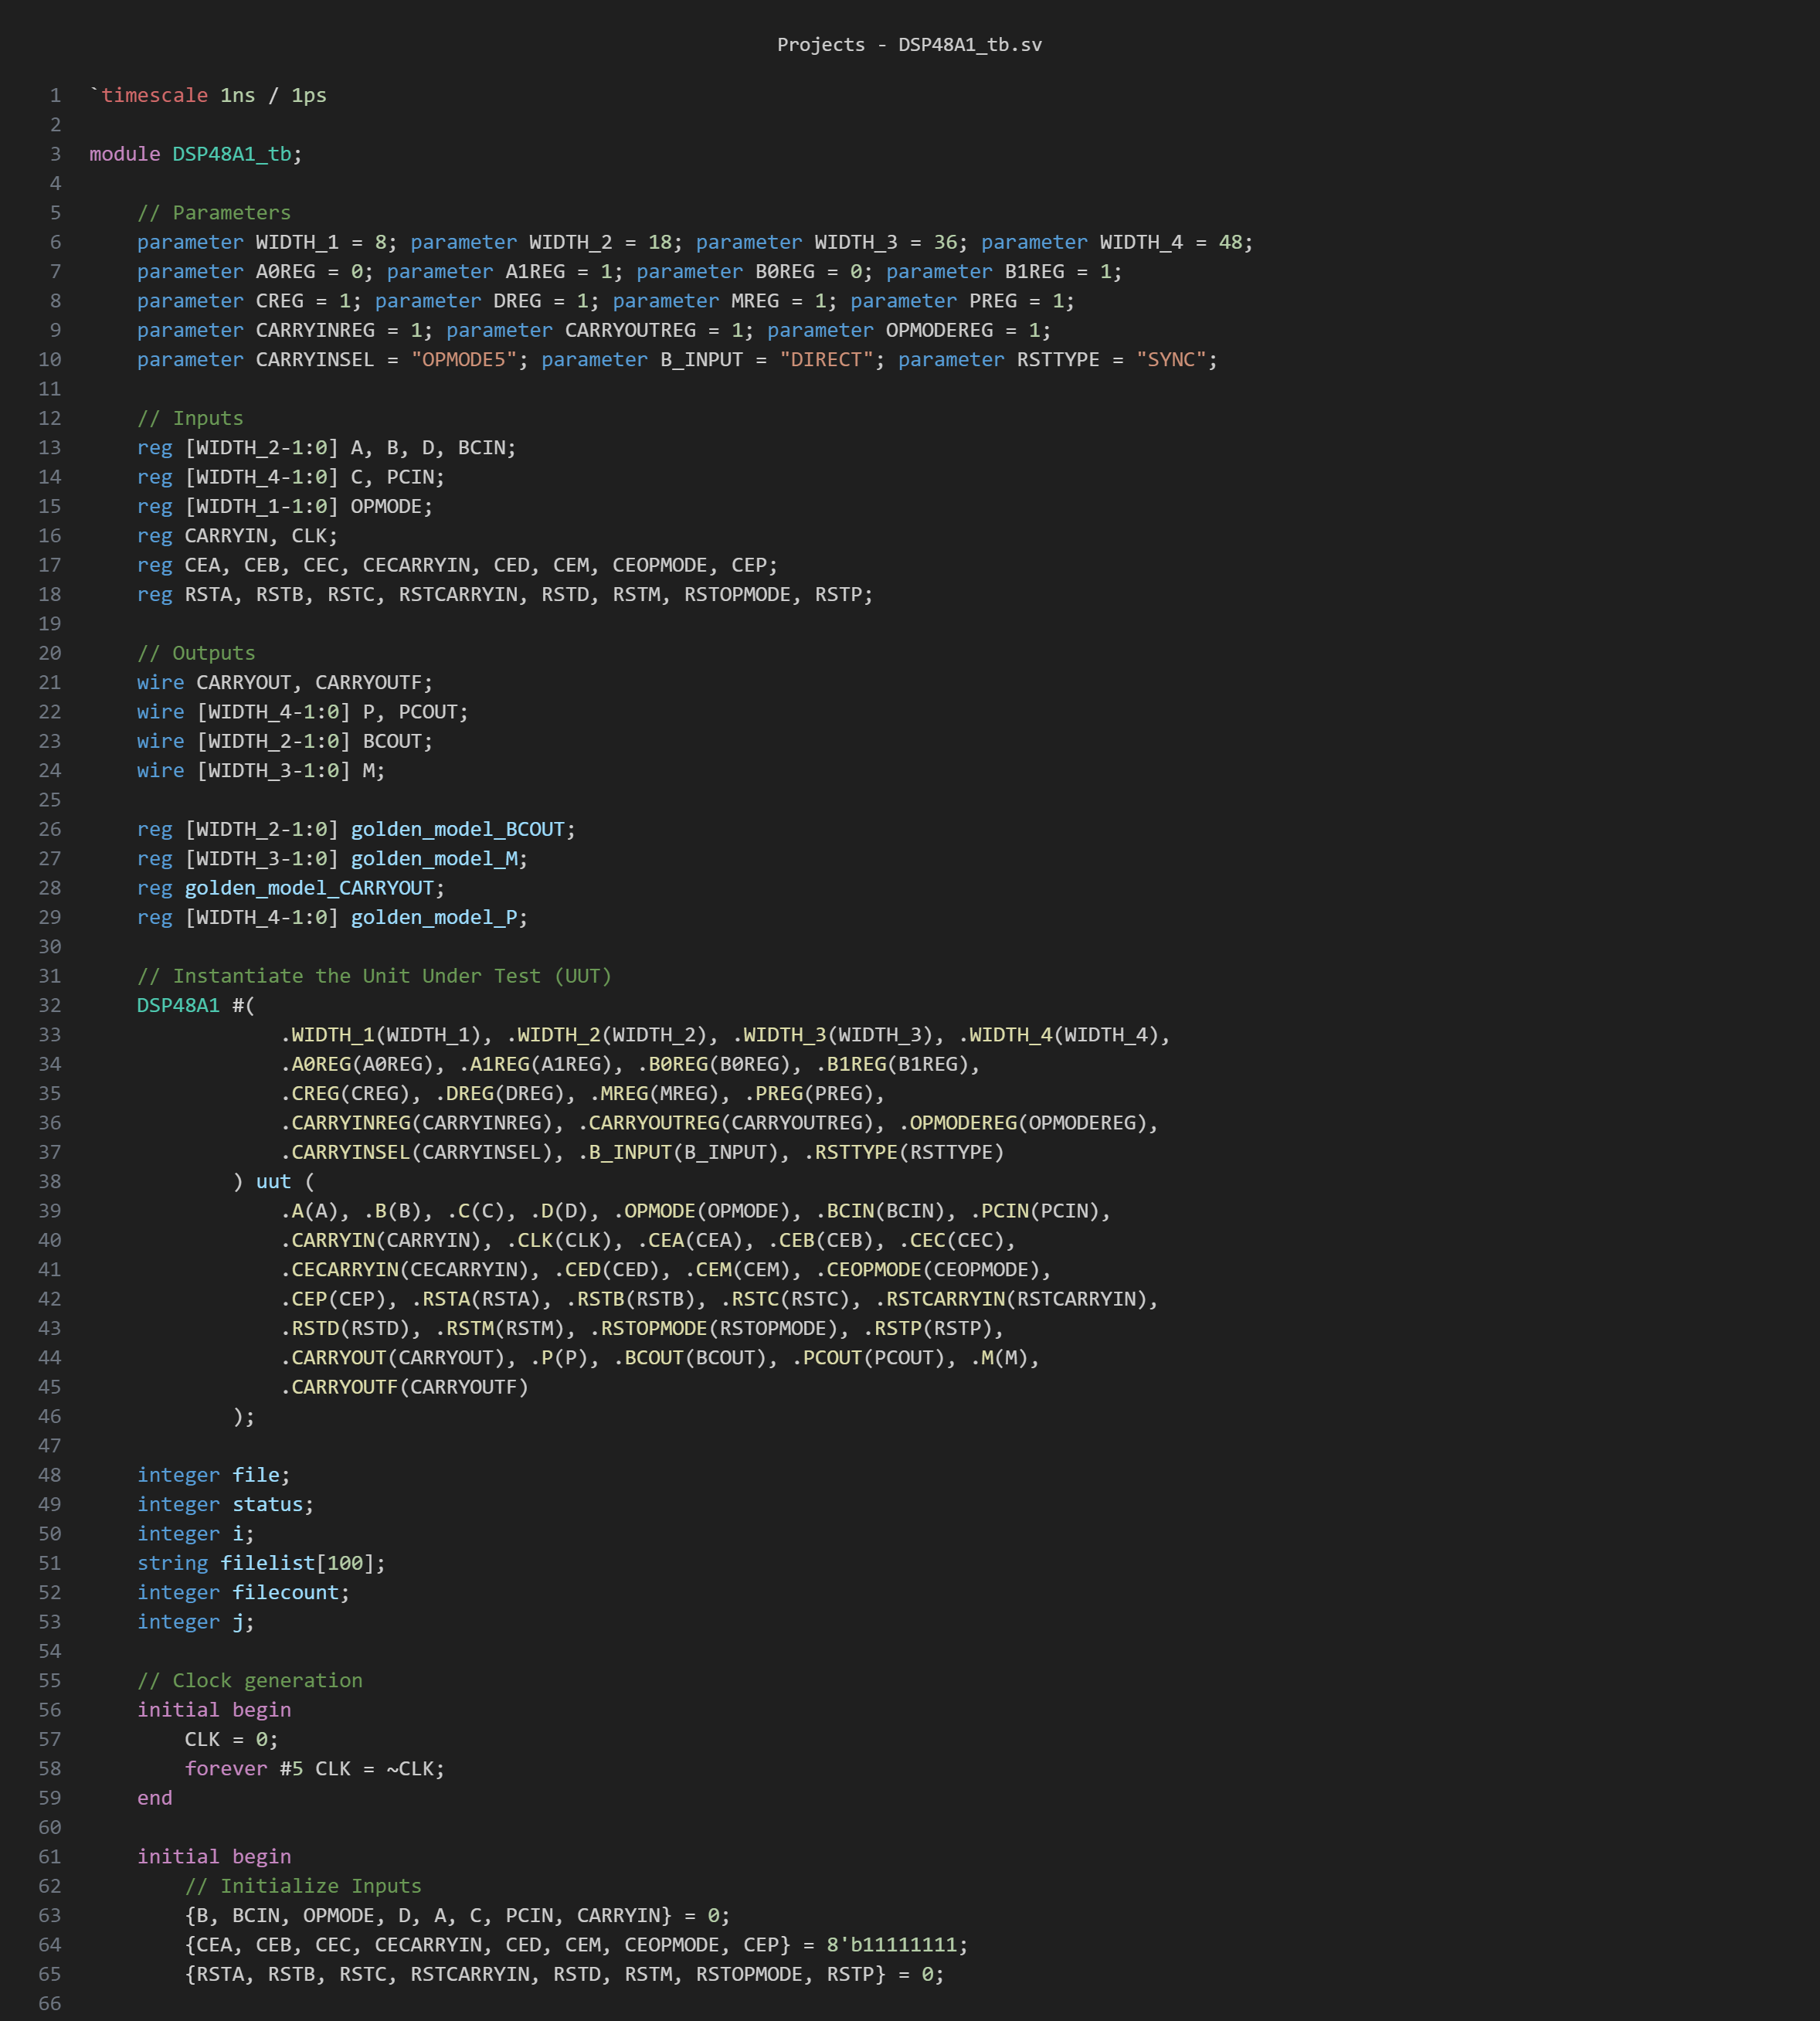 Projects - DSP48A1_tb.sv
1 `timescale 1ns / 1ps
2
3 module DSP48A1_tb;
4
5     // Parameters
6     parameter WIDTH_1 = 8; parameter WIDTH_2 = 18; parameter WIDTH_3 = 36; parameter WIDTH_4 = 48;
7     parameter A0REG = 0; parameter A1REG = 1; parameter B0REG = 0; parameter B1REG = 1;
8     parameter CREG = 1; parameter DREG = 1; parameter MREG = 1; parameter PREG = 1;
9     parameter CARRYINREG = 1; parameter CARRYOUTREG = 1; parameter OPMODEREG = 1;
10     parameter CARRYINSEL = "OPMODE5"; parameter B_INPUT = "DIRECT"; parameter RSTTYPE = "SYNC";
11
12     // Inputs
13     reg [WIDTH_2-1:0] A, B, D, BCIN;
14     reg [WIDTH_4-1:0] C, PCIN;
15     reg [WIDTH_1-1:0] OPMODE;
16     reg CARRYIN, CLK;
17     reg CEA, CEB, CEC, CECARRYIN, CED, CEM, CEOPMODE, CEP;
18     reg RSTA, RSTB, RSTC, RSTCARRYIN, RSTD, RSTM, RSTOPMODE, RSTP;
19
20     // Outputs
21     wire CARRYOUT, CARRYOUTF;
22     wire [WIDTH_4-1:0] P, PCOUT;
23     wire [WIDTH_2-1:0] BCOUT;
24     wire [WIDTH_3-1:0] M;
25
26     reg [WIDTH_2-1:0] golden_model_BCOUT;
27     reg [WIDTH_3-1:0] golden_model_M;
28     reg golden_model_CARRYOUT;
29     reg [WIDTH_4-1:0] golden_model_P;
30
31     // Instantiate the Unit Under Test (UUT)
32     DSP48A1 #(
33                 .WIDTH_1(WIDTH_1), .WIDTH_2(WIDTH_2), .WIDTH_3(WIDTH_3), .WIDTH_4(WIDTH_4),
34                 .A0REG(A0REG), .A1REG(A1REG), .B0REG(B0REG), .B1REG(B1REG),
35                 .CREG(CREG), .DREG(DREG), .MREG(MREG), .PREG(PREG),
36                 .CARRYINREG(CARRYINREG), .CARRYOUTREG(CARRYOUTREG), .OPMODEREG(OPMODEREG),
37                 .CARRYINSEL(CARRYINSEL), .B_INPUT(B_INPUT), .RSTTYPE(RSTTYPE)
38             ) uut (
39                 .A(A), .B(B), .C(C), .D(D), .OPMODE(OPMODE), .BCIN(BCIN), .PCIN(PCIN),
40                 .CARRYIN(CARRYIN), .CLK(CLK), .CEA(CEA), .CEB(CEB), .CEC(CEC),
41                 .CECARRYIN(CECARRYIN), .CED(CED), .CEM(CEM), .CEOPMODE(CEOPMODE),
42                 .CEP(CEP), .RSTA(RSTA), .RSTB(RSTB), .RSTC(RSTC), .RSTCARRYIN(RSTCARRYIN),
43                 .RSTD(RSTD), .RSTM(RSTM), .RSTOPMODE(RSTOPMODE), .RSTP(RSTP),
44                 .CARRYOUT(CARRYOUT), .P(P), .BCOUT(BCOUT), .PCOUT(PCOUT), .M(M),
45                 .CARRYOUTF(CARRYOUTF)
46             );
47
48     integer file;
49     integer status;
50     integer i;
51     string filelist[100];
52     integer filecount;
53     integer j;
54
55     // Clock generation
56     initial begin
57         CLK = 0;
58         forever #5 CLK = ~CLK;
59     end
60
61     initial begin
62         // Initialize Inputs
63         {B, BCIN, OPMODE, D, A, C, PCIN, CARRYIN} = 0;
64         {CEA, CEB, CEC, CECARRYIN, CED, CEM, CEOPMODE, CEP} = 8'b11111111;
65         {RSTA, RSTB, RSTC, RSTCARRYIN, RSTD, RSTM, RSTOPMODE, RSTP} = 0;
66